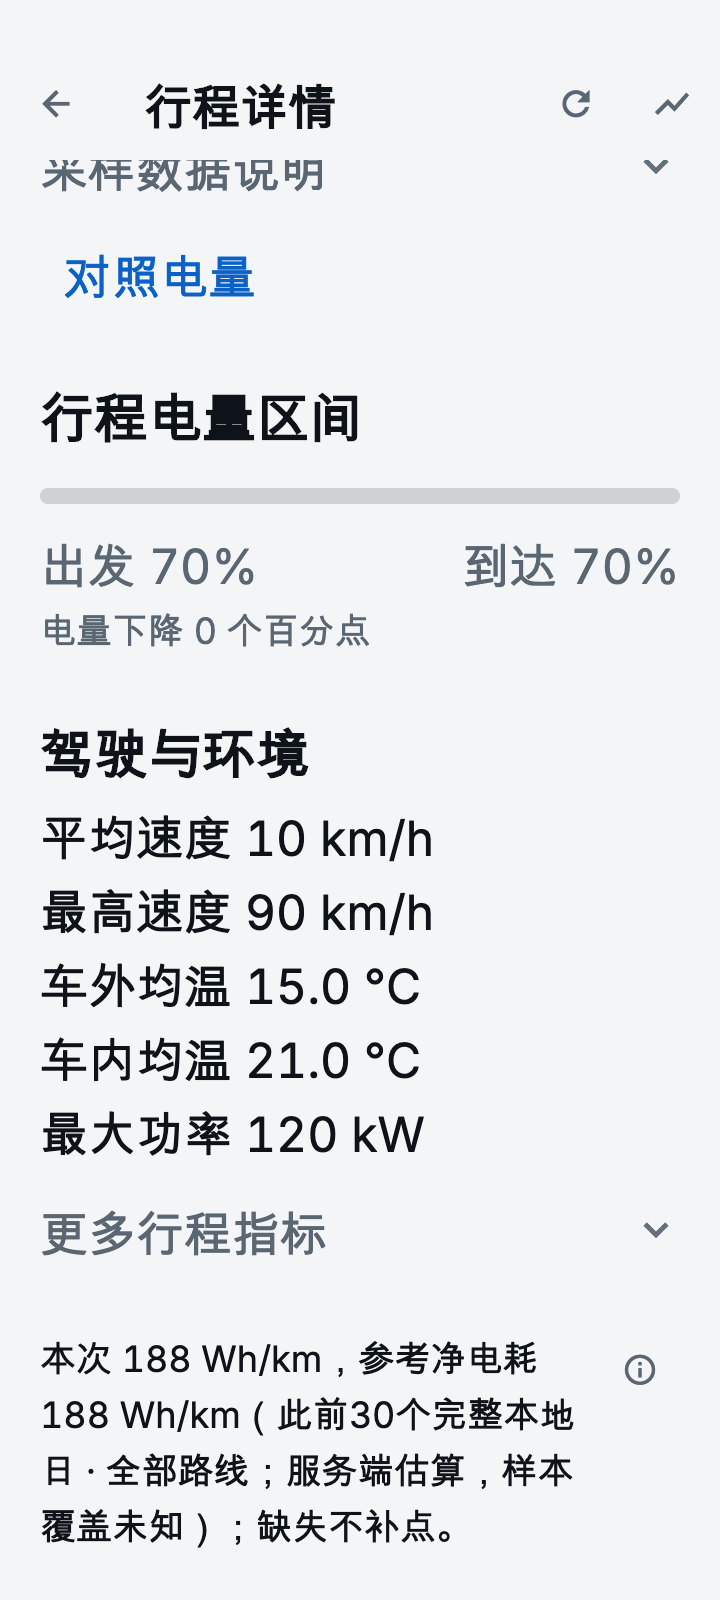 行程详情
采样数据说明
对照电量
行程电量区间
出发 70%
到达 70%
电量下降 0 个百分点
驾驶与环境
平均速度 10 km/h
最高速度 90 km/h
车外均温 15.0 °C
车内均温 21.0 °C
最大功率 120 kW
更多行程指标
本次 188 Wh/km，参考净电耗
188 Wh/km（此前30个完整本地
日 · 全部路线；服务端估算，样本
覆盖未知）；缺失不补点。